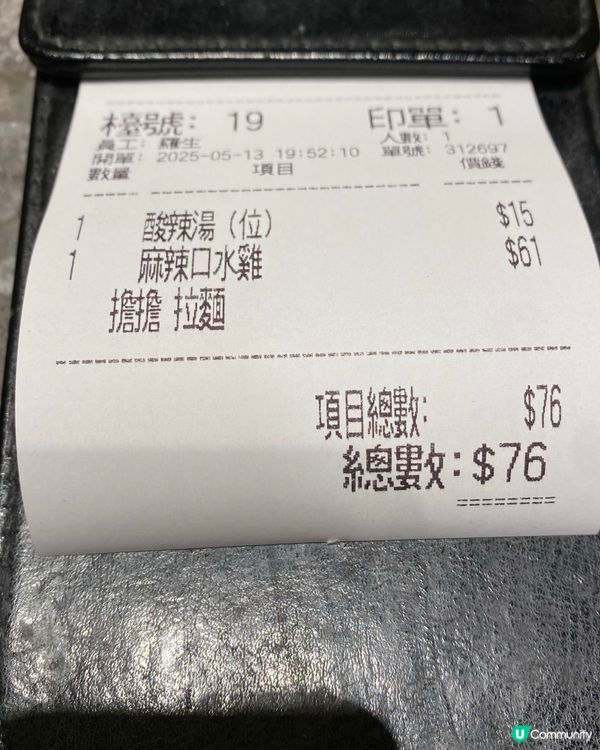 檯號: 19 印單: 1
員工: 羅生 人數: 1
開單: 2025-05-13 19:52:10 單號: 312697
數量 項目 價錢
1 酸辣湯(位) $15
1 麻辣口水雞 $61
擔擔 拉麵
項目總數: $76
總數: $76
U Community